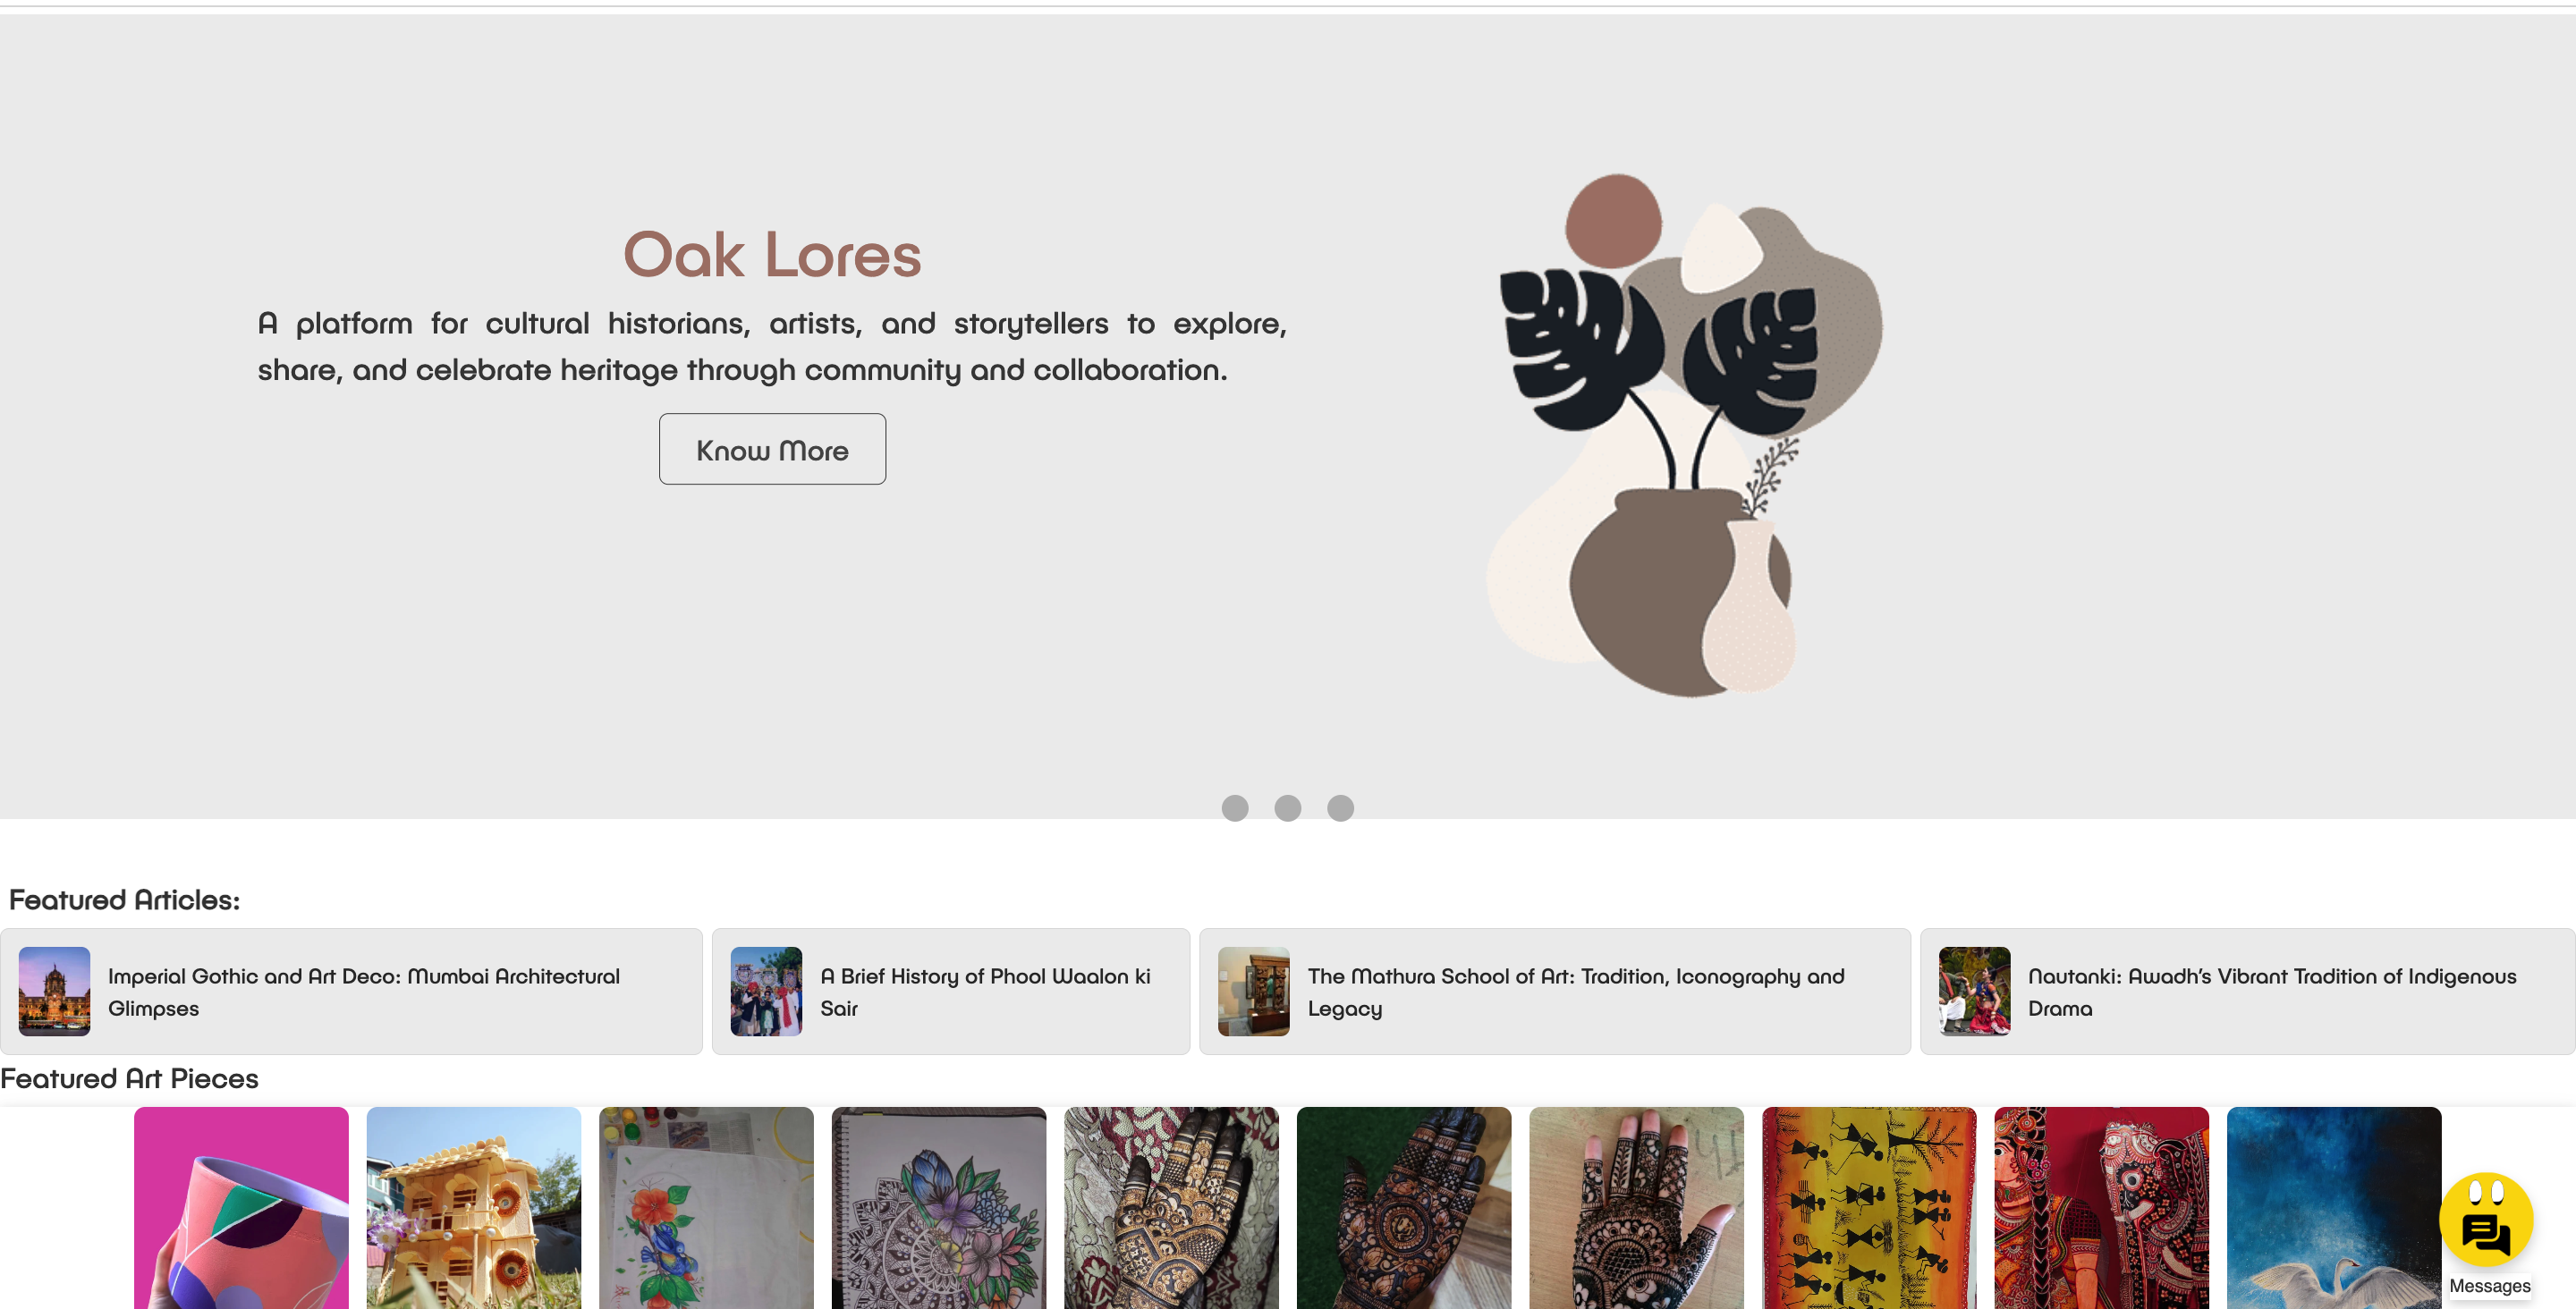 Oak Lores
A platform for cultural historians, artists, and storytellers to explore,
share, and celebrate heritage through community and collaboration.
Know More
Featured Articles:
Imperial Gothic and Art Deco: Mumbai Architectural
Glimpses
A Brief History of Phool Waalon ki
Sair
The Mathura School of Art: Tradition, Iconography and
Legacy
Nautanki: Awadh's Vibrant Tradition of Indigenous
Drama
Featured Art Pieces
Messages